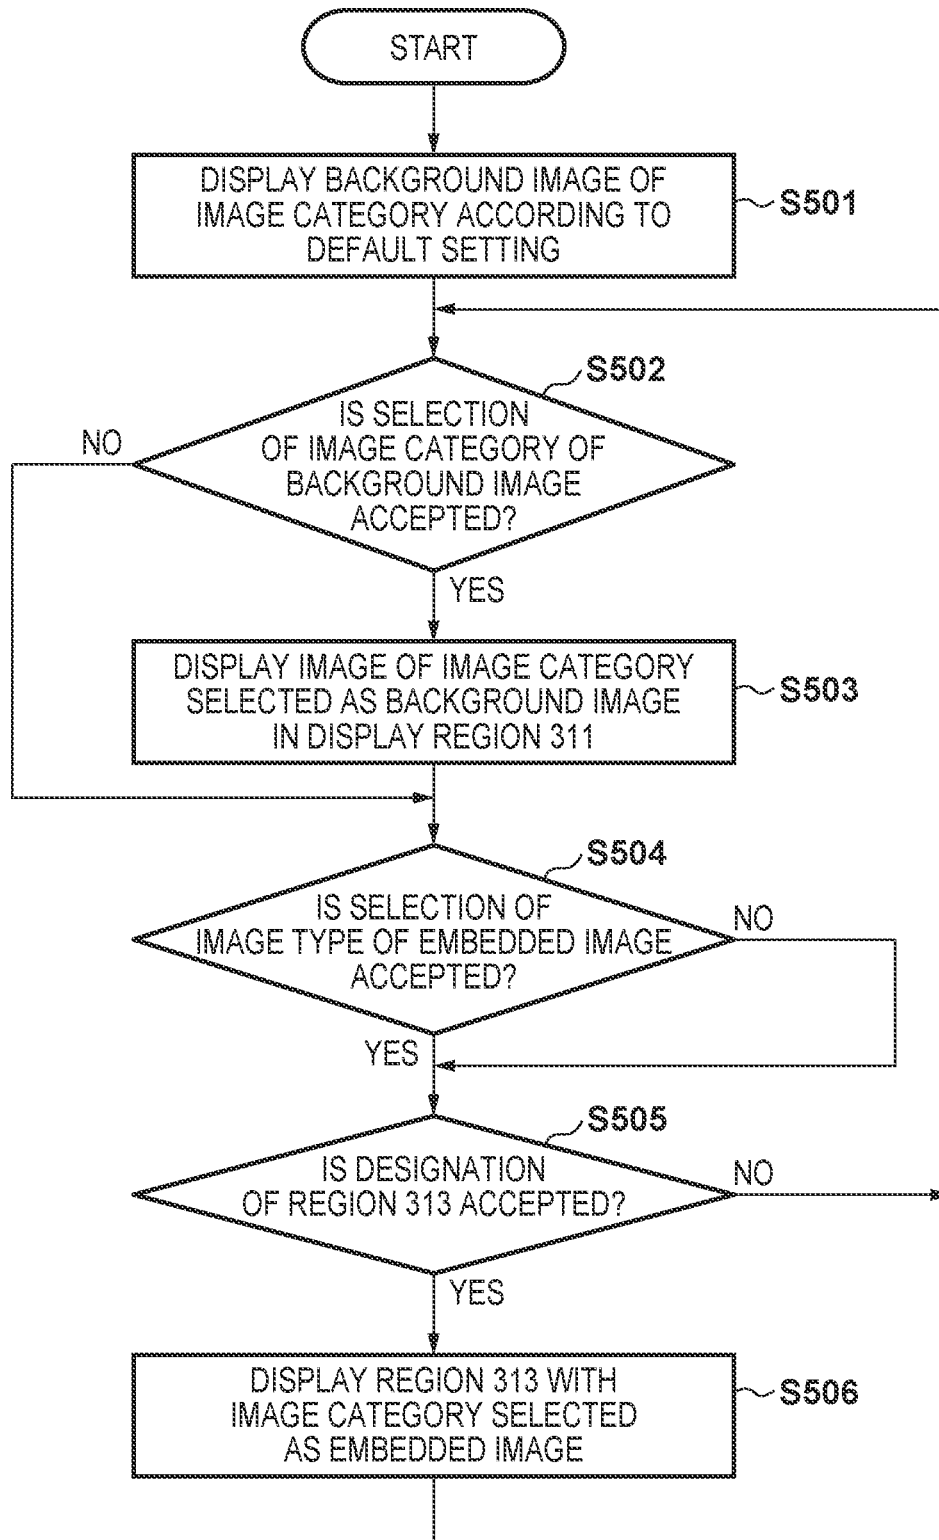 START
DISPLAY BACKGROUND IMAGE OF
IMAGE CATEGORY ACCORDING TO
DEFAULT SETTING
S501
S502
IS SELECTION
OF IMAGE CATEGORY OF
BACKGROUND IMAGE
ACCEPTED?
NO
YES
DISPLAY IMAGE OF IMAGE CATEGORY
SELECTED AS BACKGROUND IMAGE
IN DISPLAY REGION 311
S503
S504
IS SELECTION OF
IMAGE TYPE OF EMBEDDED IMAGE
ACCEPTED?
NO
YES
S505
IS DESIGNATION
OF REGION 313 ACCEPTED?
NO
YES
DISPLAY REGION 313 WITH
IMAGE CATEGORY SELECTED
AS EMBEDDED IMAGE
S506